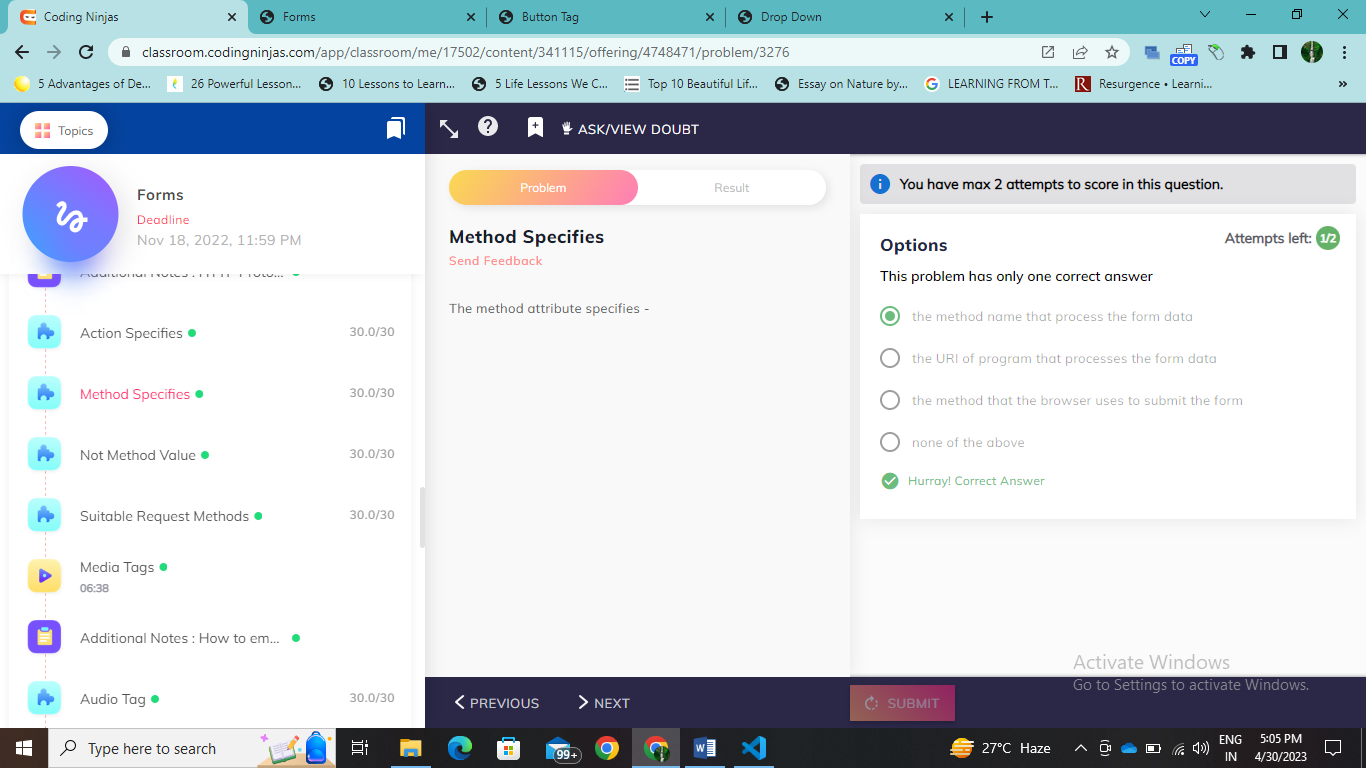 Coding Ninjas
Forms
Button Tag
Drop Down
classroom.codingninjas.com/app/classroom/me/17502/content/341115/offering/4748471/problem/3276
COPY
5 Advantages of De...
26 Powerful Lesson...
10 Lessons to Learn...
5 Life Lessons We C...
Top 10 Beautiful Lif...
Essay on Nature by...
LEARNING FROM T...
Resurgence • Learni...
»
Topics
ASK/VIEW DOUBT
Forms
Deadline
Nov 18, 2022, 11:59 PM
Additional Notes : HTTP Proto...
Action Specifies
30.0/30
Method Specifies
30.0/30
Not Method Value
30.0/30
Suitable Request Methods
30.0/30
Media Tags
06:38
Additional Notes : How to em...
Audio Tag
30.0/30
Problem
Result
Method Specifies
Send Feedback
The method attribute specifies -
You have max 2 attempts to score in this question.
Options
Attempts left: 1/2
This problem has only one correct answer
the method name that process the form data
the URI of program that processes the form data
the method that the browser uses to submit the form
none of the above
Hurray! Correct Answer
PREVIOUS
NEXT
SUBMIT
Activate Windows
Go to Settings to activate Windows.
Type here to search
99+
27°C Haze
ENG
IN
5:05 PM
4/30/2023